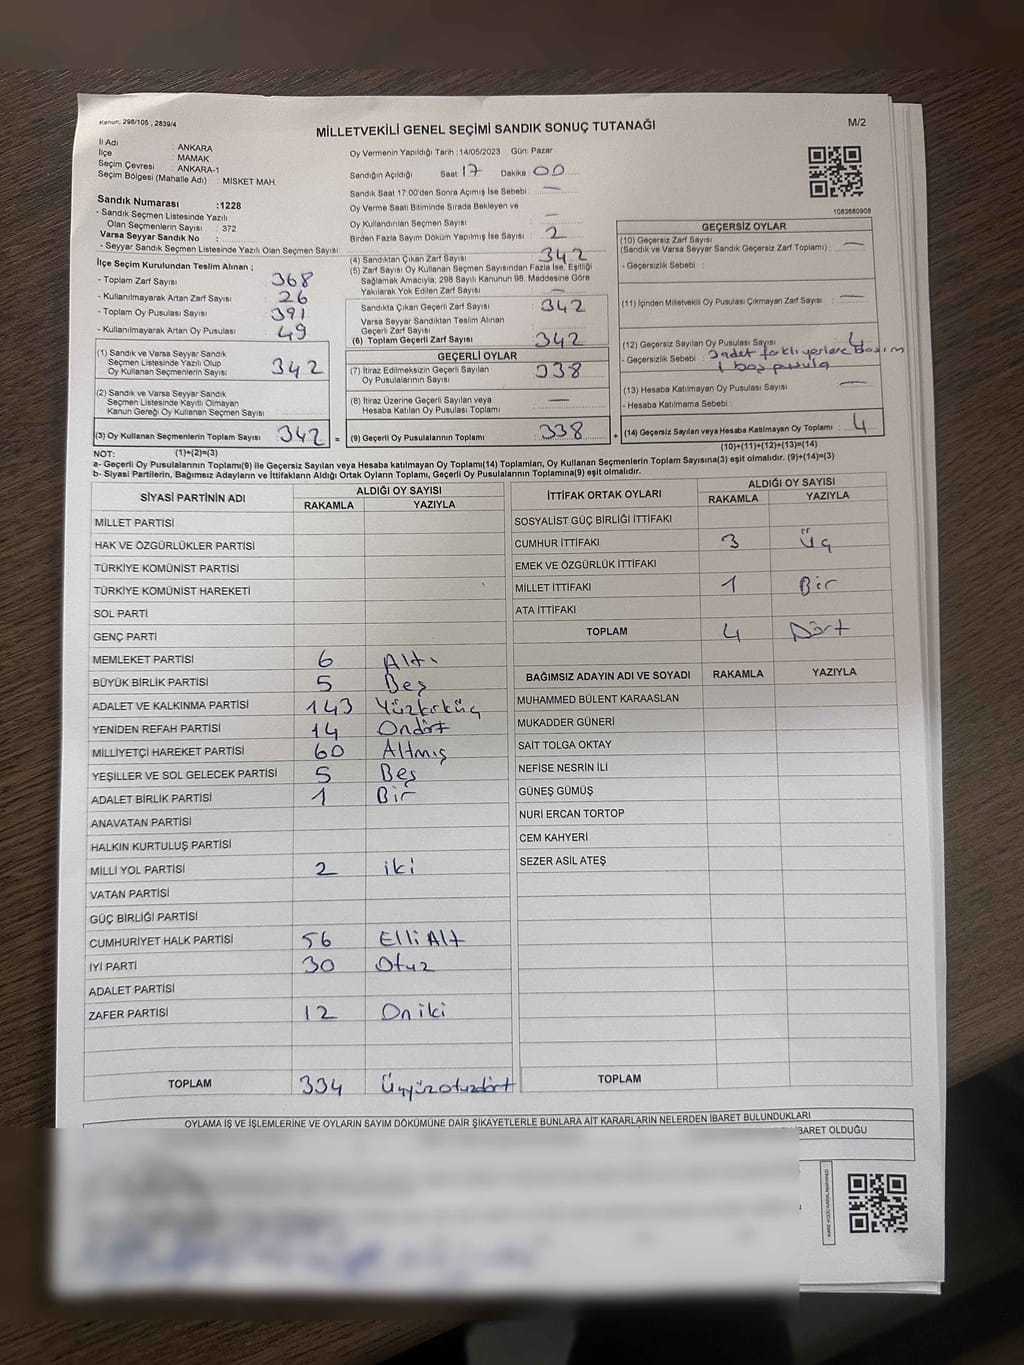 Kanun; 298/105 , 2839/4
MİLLETVEKİLİ GENEL SEÇİMİ SANDIK SONUÇ TUTANAĞI
M/2
İl Adı : ANKARA
İlçe : MAMAK
Seçim Çevresi : ANKARA-1
Seçim Bölgesi (Mahalle Adı) : MİSKET MAH.
Sandık Numarası :1228
- Sandık Seçmen Listesinde Yazılı
Olan Seçmenlerin Sayısı : 372
Varsa Seyyar Sandık No :
- Seyyar Sandık Seçmen Listesinde Yazılı Olan Seçmen Sayısı:
İlçe Seçim Kurulundan Teslim Alınan ;
- Toplam Zarf Sayısı 368
- Kullanılmayarak Artan Zarf Sayısı 26
- Toplam Oy Pusulası Sayısı 391
- Kullanılmayarak Artan Oy Pusulası 49
(1) Sandık ve Varsa Seyyar Sandık
Seçmen Listesinde Yazılı Olup
Oy Kullanan Seçmenlerin Sayısı 342
(2) Sandık ve Varsa Seyyar Sandık
Seçmen Listesinde Kayıtlı Olmayan
Kanun Gereği Oy Kullanan Seçmen Sayısı :
(3) Oy Kullanan Seçmenlerin Toplam Sayısı 342 =
Oy Vermenin Yapıldığı Tarih :14/05/2023 Gün: Pazar
Sandığın Açıldığı Saat 17 Dakika 00
Sandık Saat 17.00'den Sonra Açılmış İse Sebebi : —
Oy Verme Saati Bitiminde Sırada Bekleyen ve
Oy Kullandırılan Seçmen Sayısı : —
Birden Fazla Sayım Döküm Yapılmış İse Sayısı : 2
(4) Sandıktan Çıkan Zarf Sayısı : 342
(5) Zarf Sayısı Oy Kullanan Seçmen Sayısından Fazla İse, Eşitliği
Sağlamak Amacıyla, 298 Sayılı Kanunun 98. Maddesine Göre
Yakılarak Yok Edilen Zarf Sayısı : —
Sandıkta Çıkan Geçerli Zarf Sayısı : 342
Varsa Seyyar Sandıktan Teslim Alınan
Geçerli Zarf Sayısı :
(6) Toplam Geçerli Zarf Sayısı : 342
GEÇERLİ OYLAR
(7) İtiraz Edilmeksizin Geçerli Sayılan
Oy Pusulalarının Sayısı : 338
(8) İtiraz Üzerine Geçerli Sayılan veya
Hesaba Katılan Oy Pusulası Toplamı : —
(9) Geçerli Oy Pusulalarının Toplamı : 338 +
1083660908
GEÇERSİZ OYLAR
(10) Geçersiz Zarf Sayısı
(Sandık ve Varsa Seyyar Sandık Geçersiz Zarf Toplamı) : —
- Geçersizlik Sebebi :
(11) İçinden Milletvekili Oy Pusulası Çıkmayan Zarf Sayısı : —
(12) Geçersiz Sayılan Oy Pusulası Sayısı : 4
- Geçersizlik Sebebi : 3 adet farklı yerlere basım
1 boş pusula
(13) Hesaba Katılmayan Oy Pusulası Sayısı : —
- Hesaba Katılmama Sebebi :
(14) Geçersiz Sayılan veya Hesaba Katılmayan Oy Toplamı : 4
(10)+(11)+(12)+(13)=(14)
NOT: (1)+(2)=(3)
a- Geçerli Oy Pusulalarının Toplamı(9) ile Geçersiz Sayılan veya Hesaba katılmayan Oy Toplamı(14) Toplamları, Oy Kullanan Seçmenlerin Toplam Sayısına(3) eşit olmalıdır. (9)+(14)=(3)
b- Siyasi Partilerin, Bağımsız Adayların ve İttifakların Aldığı Ortak Oyların Toplamı, Geçerli Oy Pusulalarının Toplamına(9) eşit olmalıdır.
SİYASİ PARTİNİN ADI ALDIĞI OY SAYISI
RAKAMLA YAZIYLA
MİLLET PARTİSİ
HAK VE ÖZGÜRLÜKLER PARTİSİ
TÜRKİYE KOMÜNİST PARTİSİ
TÜRKİYE KOMÜNİST HAREKETİ
SOL PARTİ
GENÇ PARTİ
MEMLEKET PARTİSİ 6 Altı
BÜYÜK BİRLİK PARTİSİ 5 Beş
ADALET VE KALKINMA PARTİSİ 143 Yüzkırküç
YENİDEN REFAH PARTİSİ 14 Ondört
MİLLİYETÇİ HAREKET PARTİSİ 60 Altmış
YEŞİLLER VE SOL GELECEK PARTİSİ 5 Beş
ADALET BİRLİK PARTİSİ 1 Bir
ANAVATAN PARTİSİ
HALKIN KURTULUŞ PARTİSİ
MİLLİ YOL PARTİSİ 2 iki
VATAN PARTİSİ
GÜÇ BİRLİĞİ PARTİSİ
CUMHURİYET HALK PARTİSİ 56 Elli Alt
İYİ PARTİ 30 Otuz
ADALET PARTİSİ
ZAFER PARTİSİ 12 Oniki
TOPLAM 334 Üçyüzotuzdört
İTTİFAK ORTAK OYLARI ALDIĞI OY SAYISI
RAKAMLA YAZIYLA
SOSYALİST GÜÇ BİRLİĞİ İTTİFAKI
CUMHUR İTTİFAKI 3 Üç
EMEK VE ÖZGÜRLÜK İTTİFAKI
MİLLET İTTİFAKI 1 Bir
ATA İTTİFAKI
TOPLAM 4 Dört
BAĞIMSIZ ADAYIN ADI VE SOYADI RAKAMLA YAZIYLA
MUHAMMED BÜLENT KARAASLAN
MUKADDER GÜNERİ
SAİT TOLGA OKTAY
NEFİSE NESRİN İLİ
GÜNEŞ GÜMÜŞ
NURİ ERCAN TORTOP
CEM KAHYERİ
SEZER ASİL ATEŞ
TOPLAM
OYLAMA İŞ VE İŞLEMLERİNE VE OYLARIN SAYIM DÖKÜMÜNE DAİR ŞİKAYETLERLE BUNLARA AİT KARARLARIN NELERDEN İBARET BULUNDUKLARI
İBARET OLDUĞU